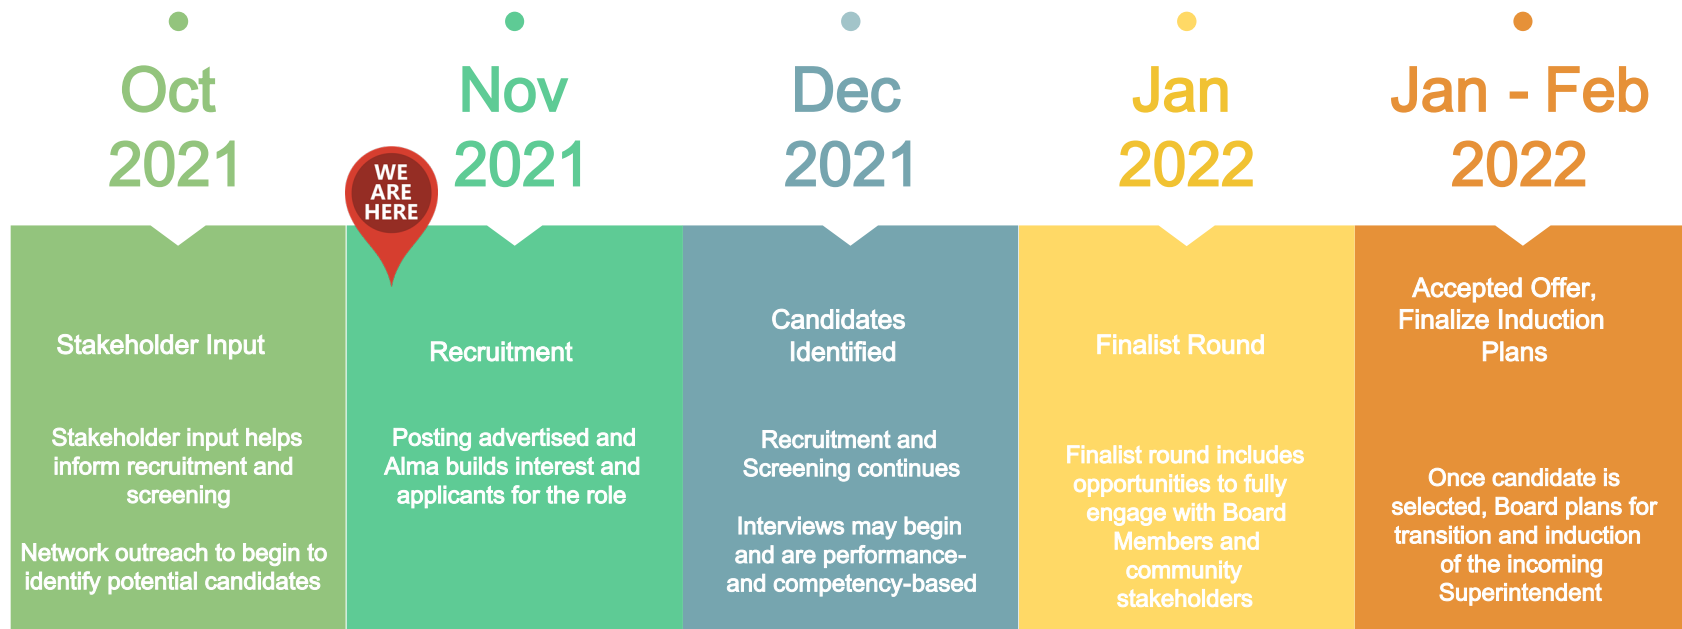 Oct
2021
Stakeholder Input
Stakeholder input helps
inform recruitment and
screening
Network outreach to begin to
identify potential candidates
WE
ARE
HERE
Nov
2021
Recruitment
Posting advertised and
Alma builds interest and
applicants for the role
Dec
2021
Candidates
Identified
Recruitment and
Screening continues
Interviews may begin
and are performance-
and competency-based
Jan
2022
Finalist Round
Finalist round includes
opportunities to fully
engage with Board
Members and
community
stakeholders
Jan - Feb
2022
Accepted Offer,
Finalize Induction
Plans
Once candidate is
selected, Board plans for
transition and induction
of the incoming
Superintendent